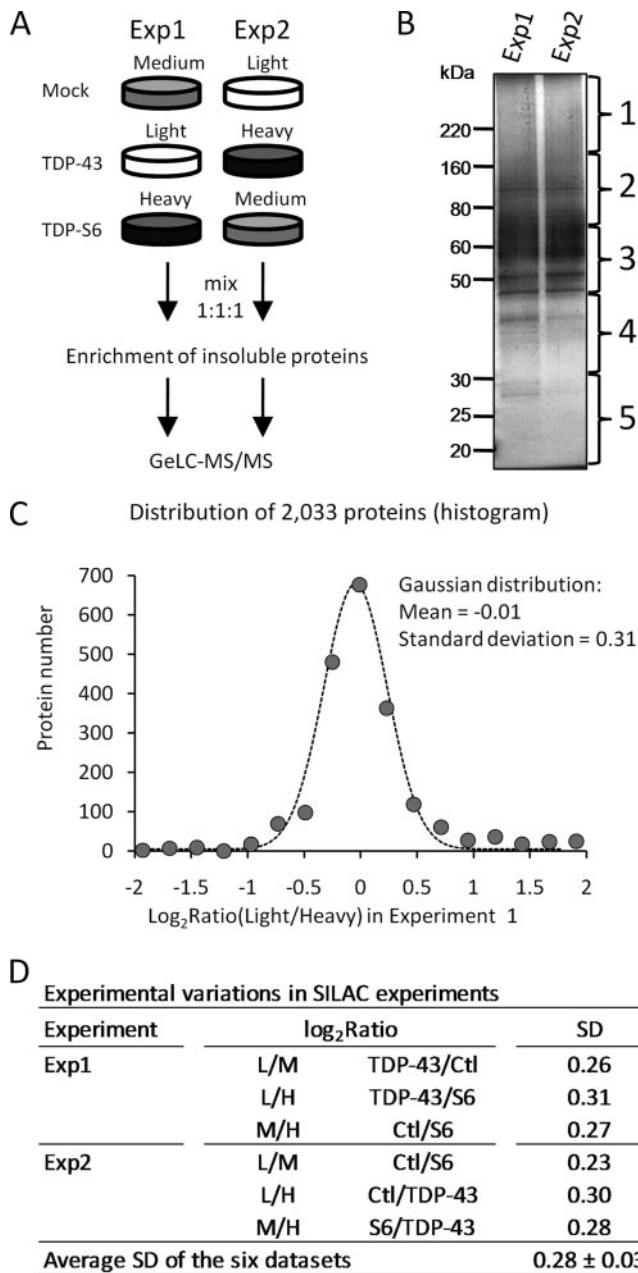 A
Exp1 Exp2
Medium Light
Mock
Light Heavy
TDP-43
Heavy Medium
TDP-S6
mix
1:1:1
Enrichment of insoluble proteins
GeLC-MS/MS
B
Exp1 Exp2
kDa
220
160
80
60
50
30
25
20
1
2
3
4
5
C
Distribution of 2,033 proteins (histogram)
Gaussian distribution:
Mean = -0.01
Standard deviation = 0.31
Protein number
700
600
500
400
300
200
100
0
-2 -1.5 -1 -0.5 0 0.5 1 1.5 2
Log₂Ratio(Light/Heavy) in Experiment 1
D
Experimental variations in SILAC experiments
Experiment log₂Ratio SD
Exp1 L/M TDP-43/Ctl 0.26
L/H TDP-43/S6 0.31
M/H Ctl/S6 0.27
Exp2 L/M Ctl/S6 0.23
L/H Ctl/TDP-43 0.30
M/H S6/TDP-43 0.28
Average SD of the six datasets 0.28 ± 0.03